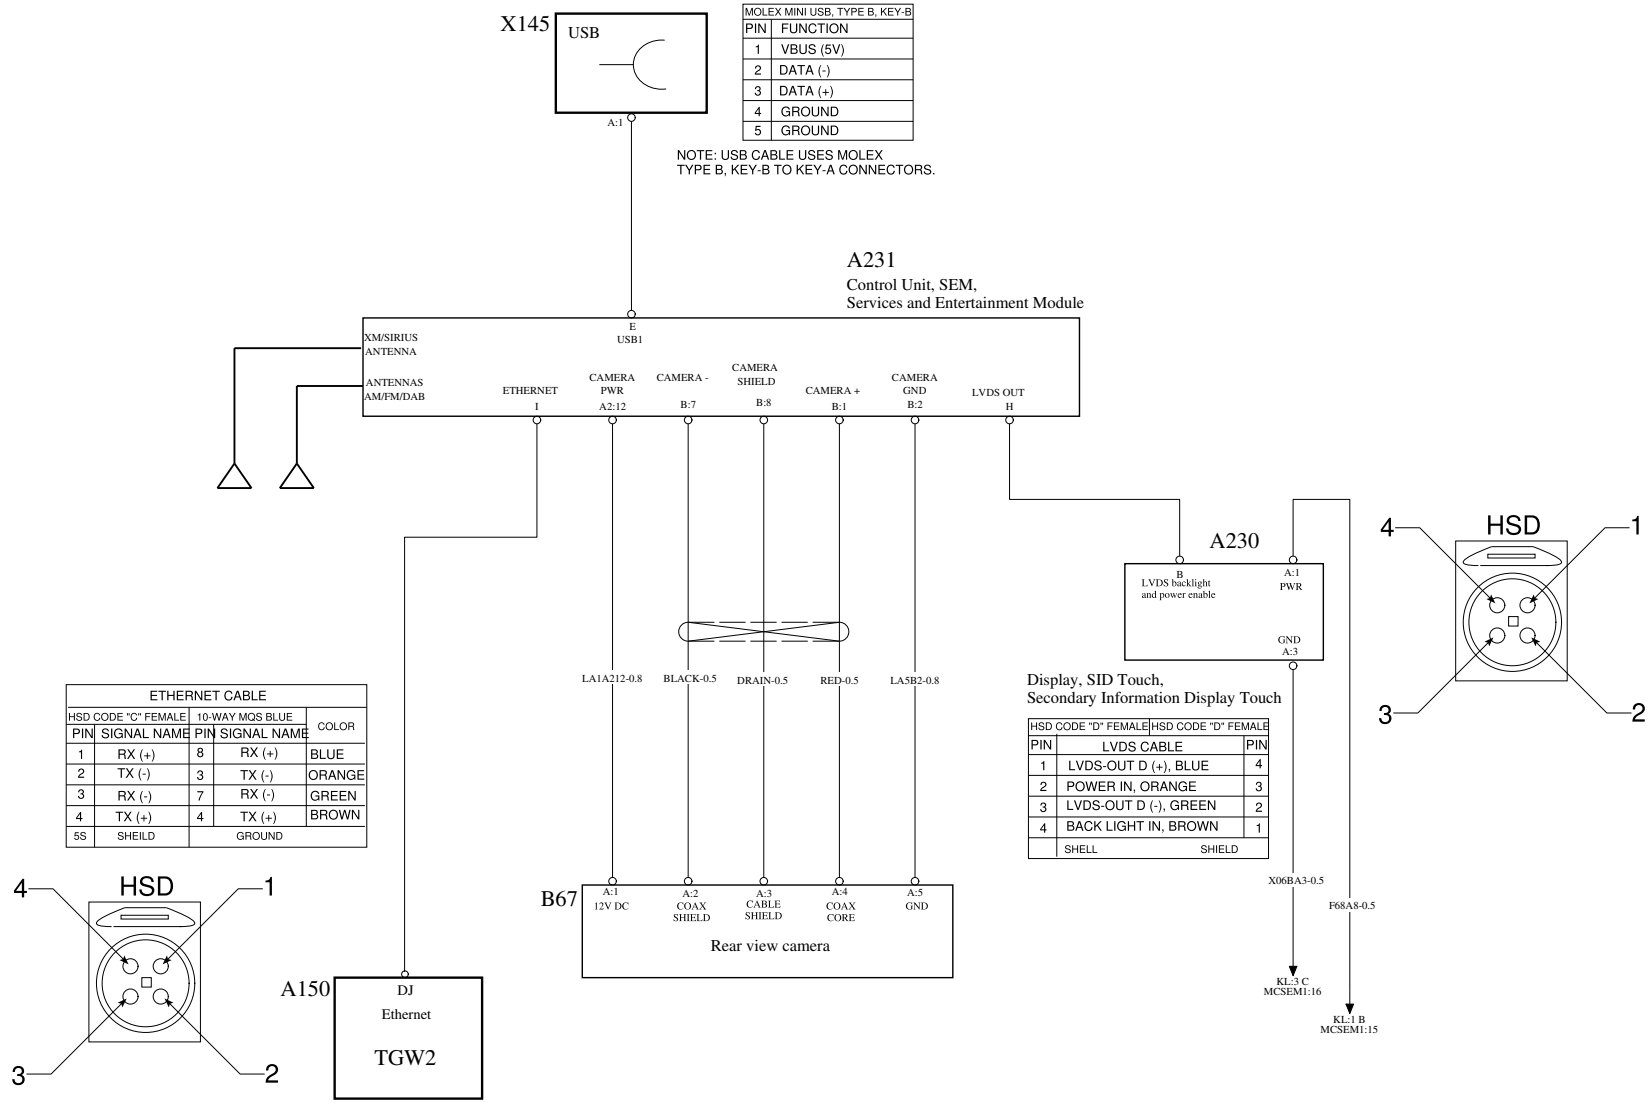 X145
USB
A:1
MOLEX MINI USB, TYPE B, KEY-B
PIN FUNCTION
1 VBUS (5V)
2 DATA (-)
3 DATA (+)
4 GROUND
5 GROUND
NOTE: USB CABLE USES MOLEX
TYPE B, KEY-B TO KEY-A CONNECTORS.
A231
Control Unit, SEM,
Services and Entertainment Module
E
USB1
XM/SIRIUS
ANTENNA
ANTENNAS
AM/FM/DAB
ETHERNET
I
CAMERA
PWR
A2:12
CAMERA -
B:7
CAMERA
SHIELD
B:8
CAMERA +
B:1
CAMERA
GND
B:2
LVDS OUT
H
A230
B
LVDS backlight
and power enable
A:1
PWR
GND
A:3
Display, SID Touch,
Secondary Information Display Touch
HSD
4
1
3
2
LA1A212-0.8
BLACK-0.5
DRAIN-0.5
RED-0.5
LA5B2-0.8
ETHERNET CABLE
HSD CODE "C" FEMALE 10-WAY MQS BLUE COLOR
PIN SIGNAL NAME PIN SIGNAL NAME
1 RX (+) 8 RX (+) BLUE
2 TX (-) 3 TX (-) ORANGE
3 RX (-) 7 RX (-) GREEN
4 TX (+) 4 TX (+) BROWN
5S SHEILD GROUND
HSD CODE "D" FEMALE HSD CODE "D" FEMALE
PIN LVDS CABLE PIN
1 LVDS-OUT D (+), BLUE 4
2 POWER IN, ORANGE 3
3 LVDS-OUT D (-), GREEN 2
4 BACK LIGHT IN, BROWN 1
SHELL SHIELD
X06BA3-0.5
F68A8-0.5
KL:3 C
MCSEM1:16
KL:1 B
MCSEM1:15
HSD
4
1
3
2
B67
A:1
12V DC
A:2
COAX
SHIELD
A:3
CABLE
SHIELD
A:4
COAX
CORE
A:5
GND
Rear view camera
A150
DJ
Ethernet
TGW2